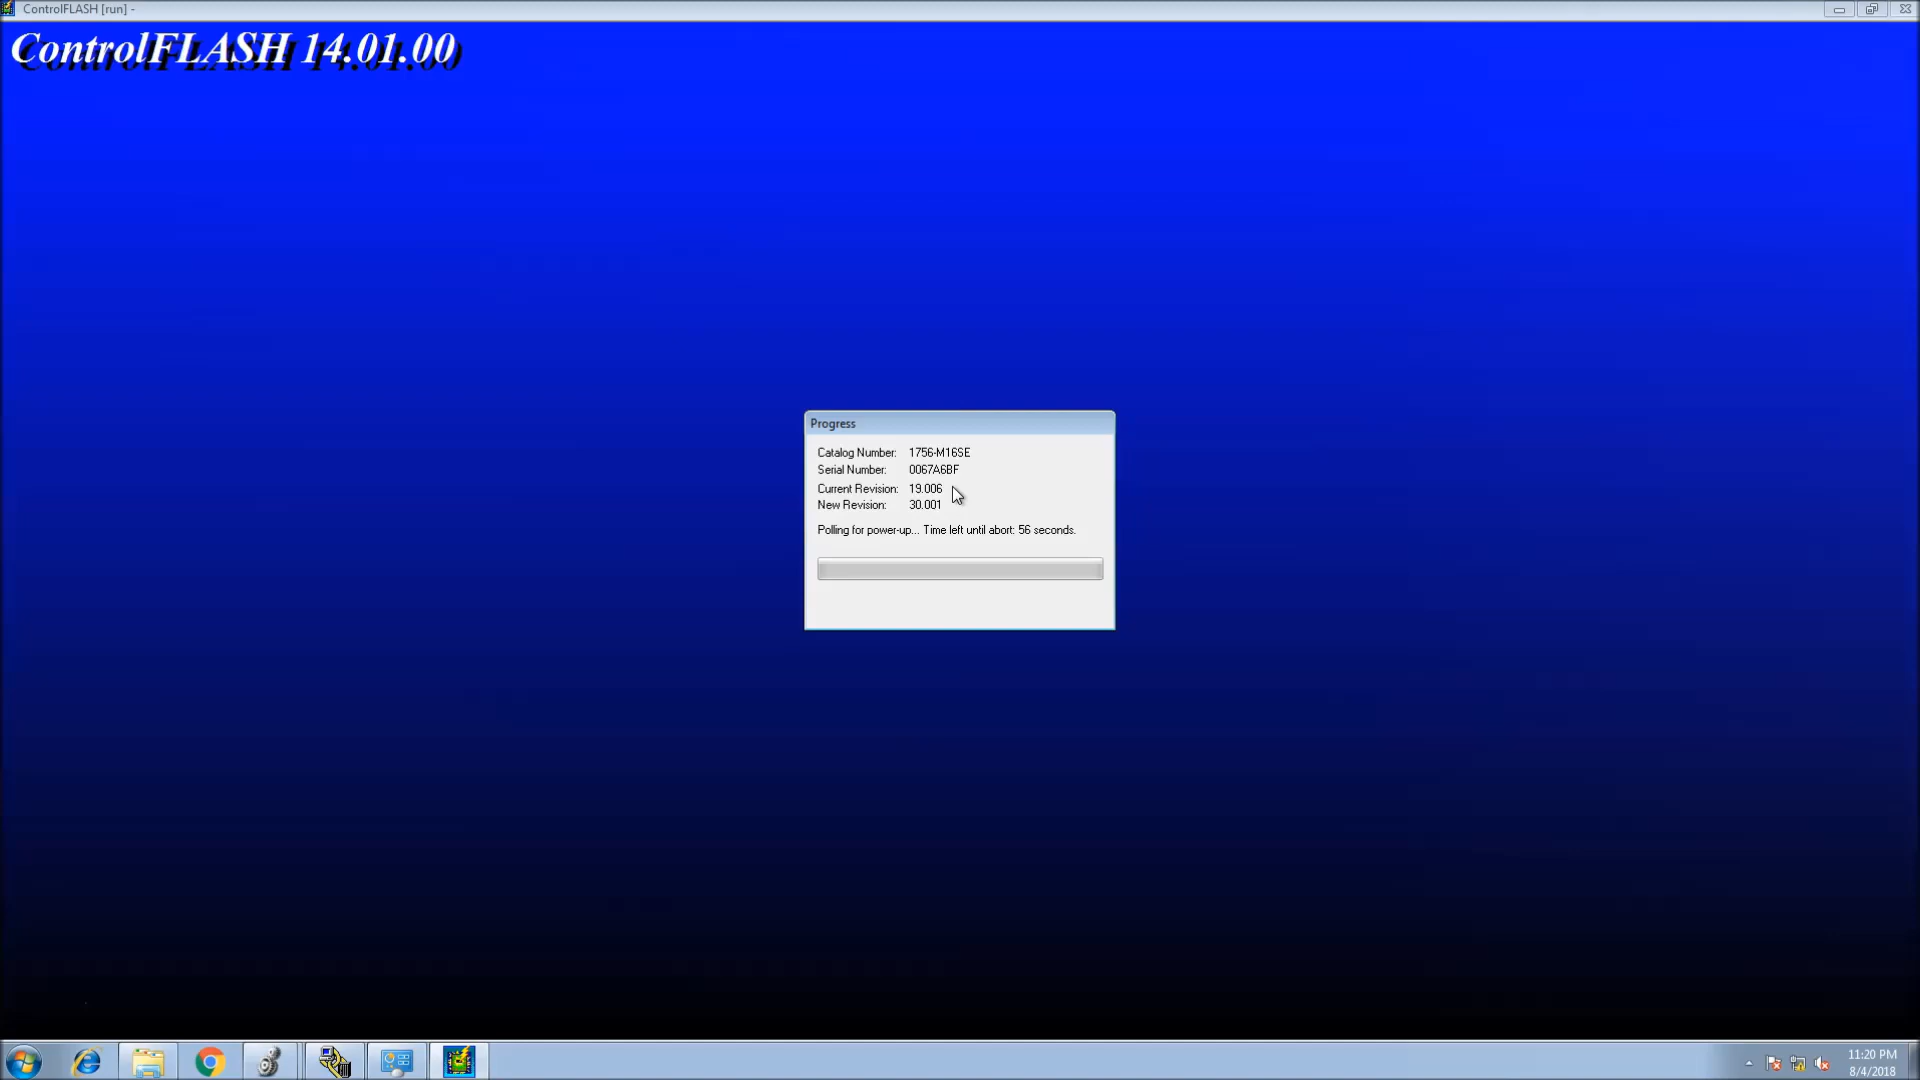 ControlFLASH [run] -
ControlFLASH 14.01.00
Progress
Catalog Number: 1756-M16SE
Serial Number: 0067A6BF
Current Revision: 19.006
New Revision: 30.001
Polling for power-up... Time left until abort: 56 seconds.
11:20 PM
8/4/2018